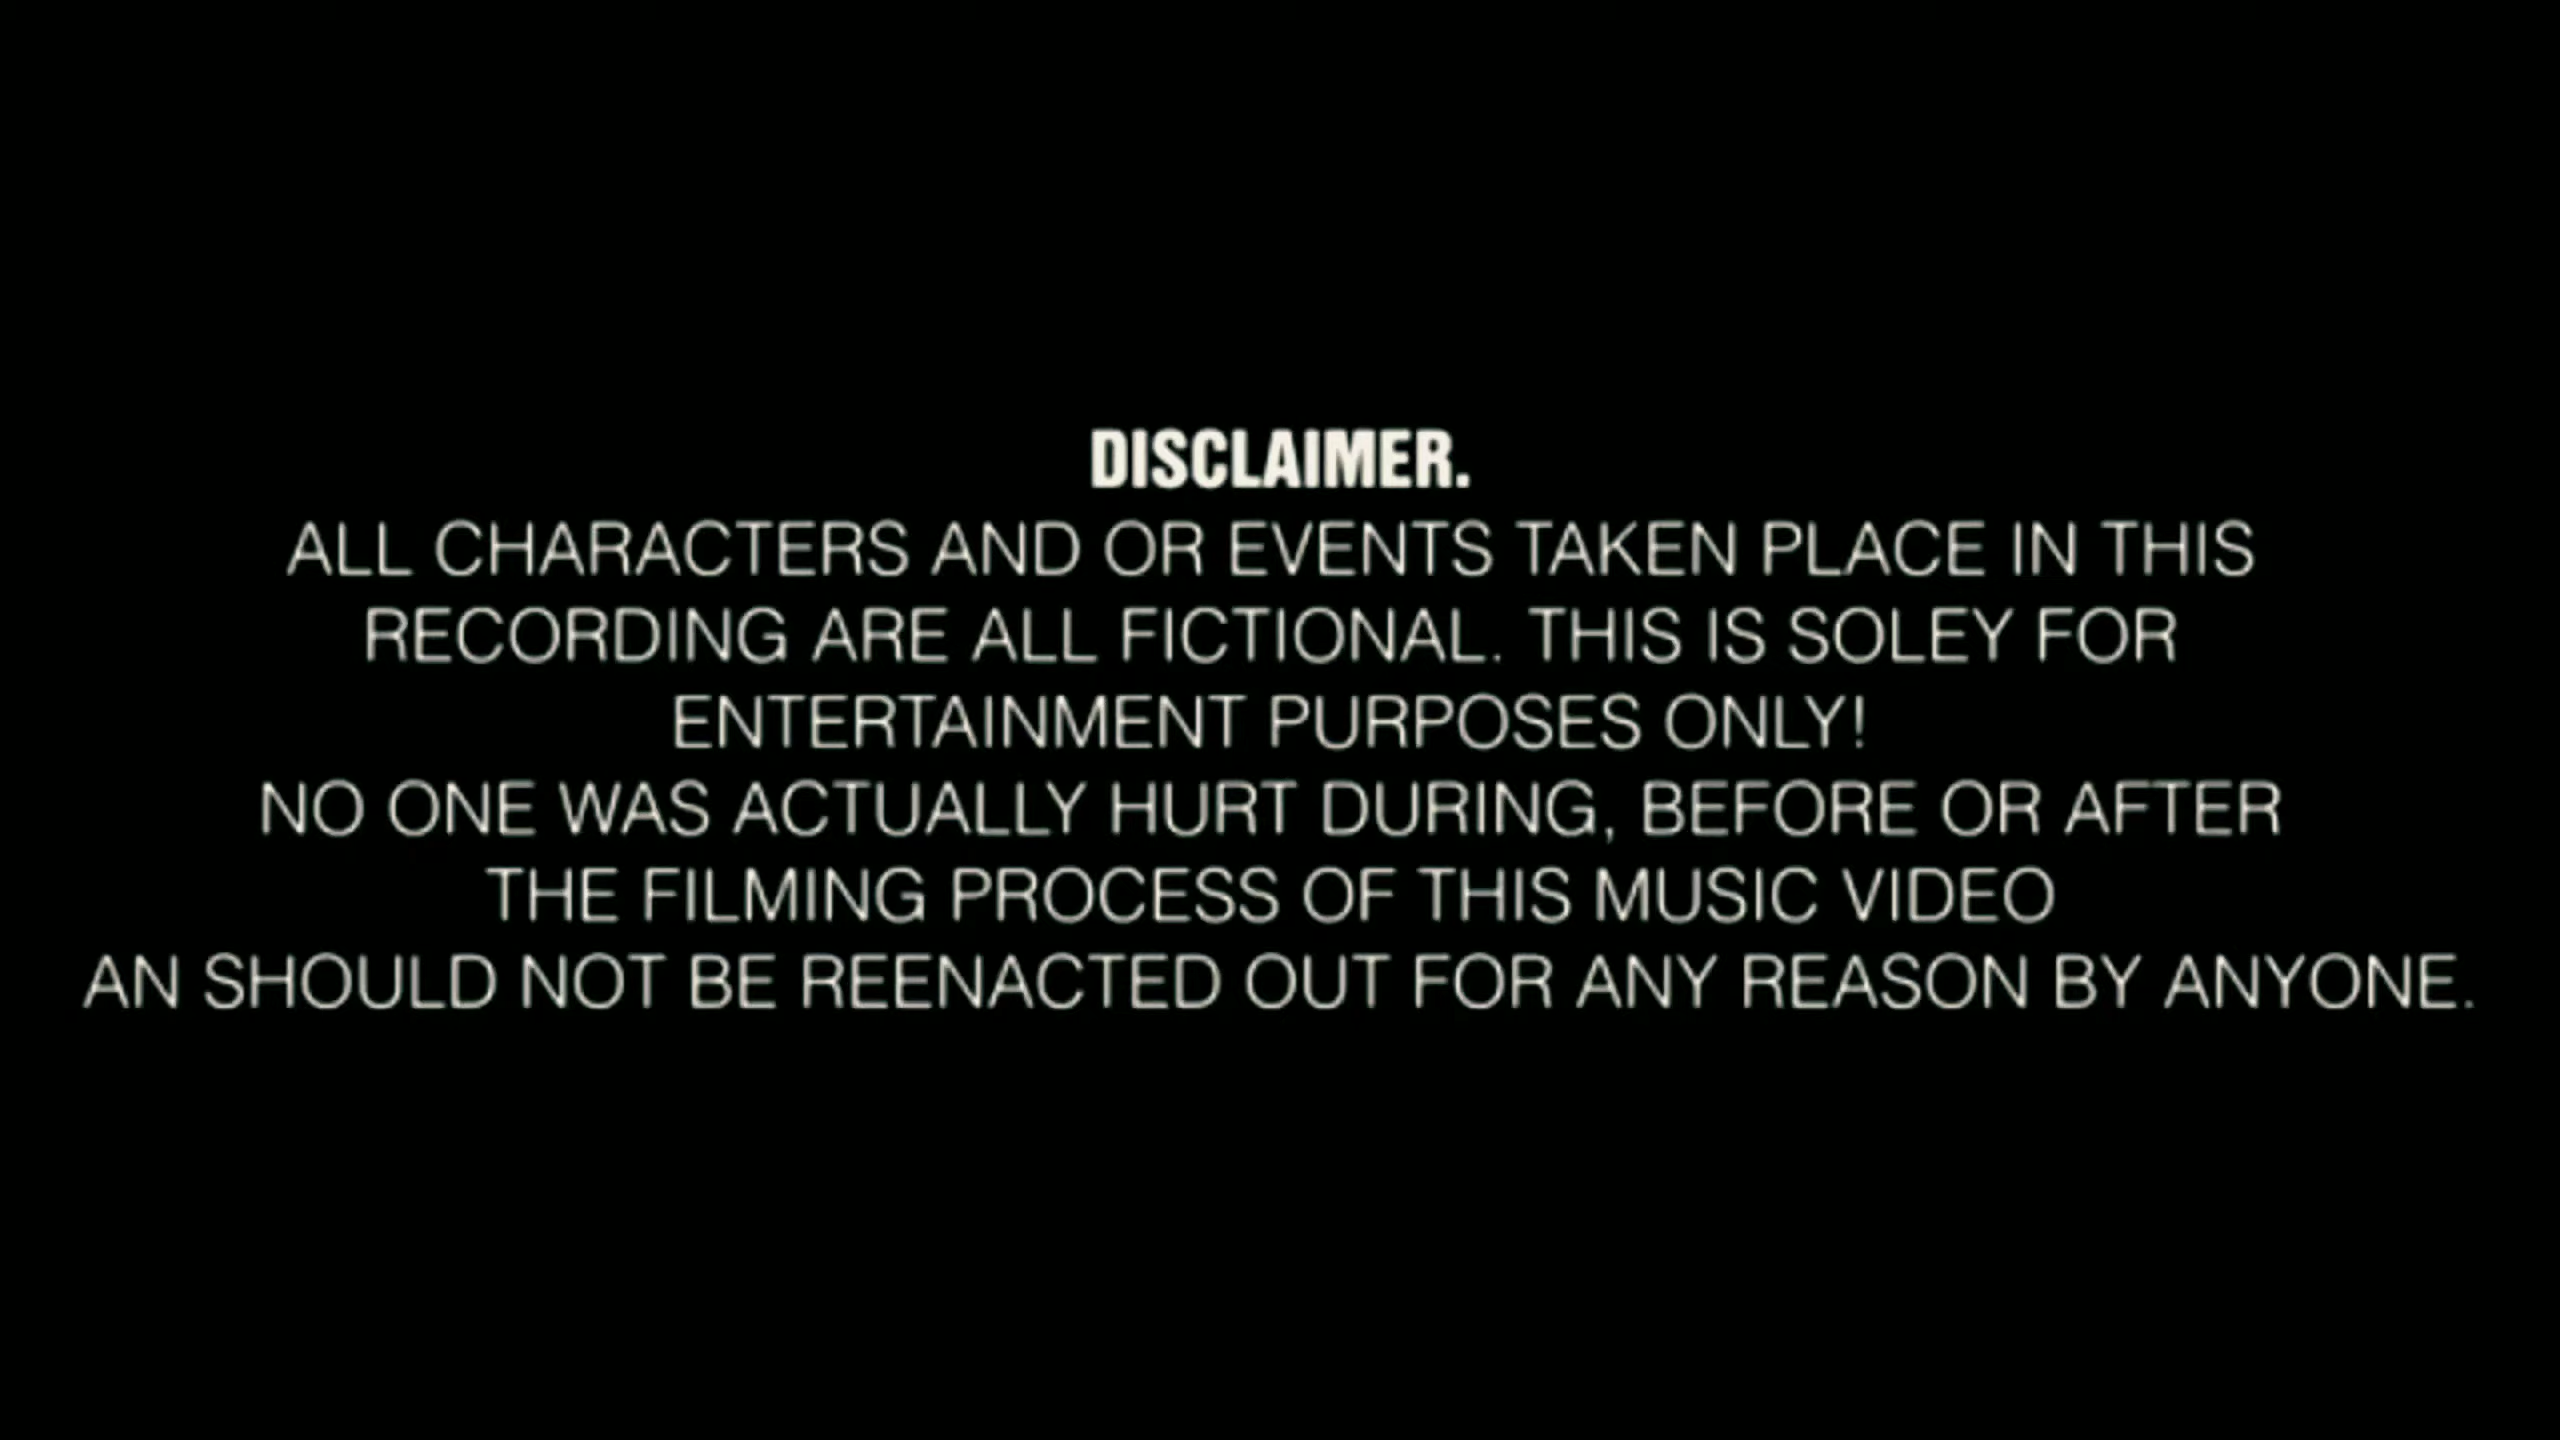 DISCLAIMER.
ALL CHARACTERS AND OR EVENTS TAKEN PLACE IN THIS
RECORDING ARE ALL FICTIONAL. THIS IS SOLEY FOR
ENTERTAINMENT PURPOSES ONLY!
NO ONE WAS ACTUALLY HURT DURING, BEFORE OR AFTER
THE FILMING PROCESS OF THIS MUSIC VIDEO
AN SHOULD NOT BE REENACTED OUT FOR ANY REASON BY ANYONE.